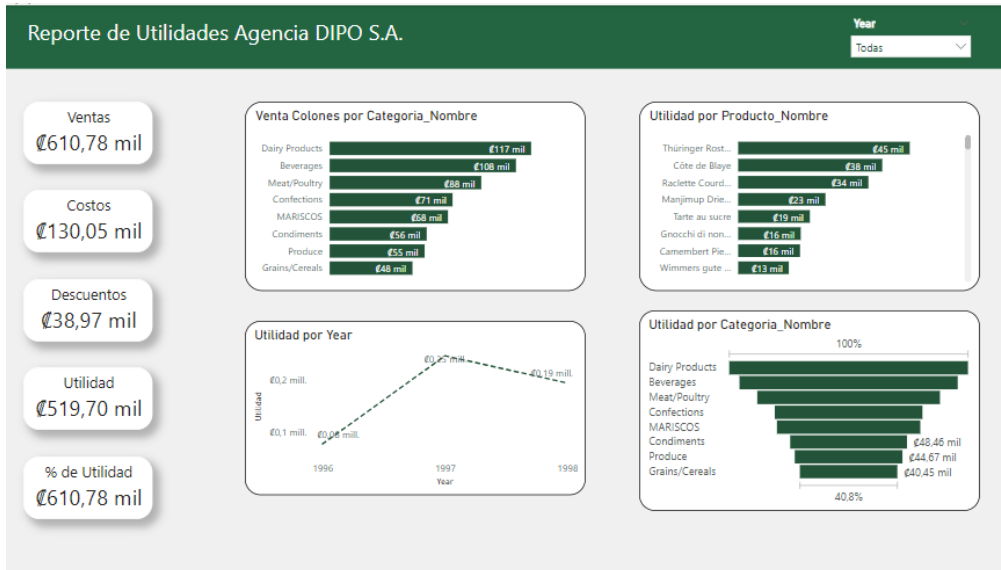 Reporte de Utilidades Agencia DIPO S.A.
Year
Todas
Ventas
₡610,78 mil
Costos
₡130,05 mil
Descuentos
₡38,97 mil
Utilidad
₡519,70 mil
% de Utilidad
₡610,78 mil
Venta Colones por Categoria_Nombre
Dairy Products ₡117 mil
Beverages ₡108 mil
Meat/Poultry ₡88 mil
Confections ₡71 mil
MARISCOS ₡68 mil
Condiments ₡56 mil
Produce ₡55 mil
Grains/Cereals ₡48 mil
Utilidad por Producto_Nombre
Thüringer Rost... ₡45 mil
Côte de Blaye ₡38 mil
Raclette Courd... ₡34 mil
Manjimup Drie... ₡23 mil
Tarte au sucre ₡19 mil
Gnocchi di non... ₡16 mil
Camembert Pie... ₡16 mil
Wimmers gute ... ₡13 mil
Utilidad por Year
Utilidad
₡0,2 mill.
₡0,1 mill.
₡0,08 mill.
₡0,25 mill.
₡0,19 mill.
1996 1997 1998
Year
Utilidad por Categoria_Nombre
100%
Dairy Products
Beverages
Meat/Poultry
Confections
MARISCOS
Condiments ₡48,46 mil
Produce ₡44,67 mil
Grains/Cereals ₡40,45 mil
40,8%